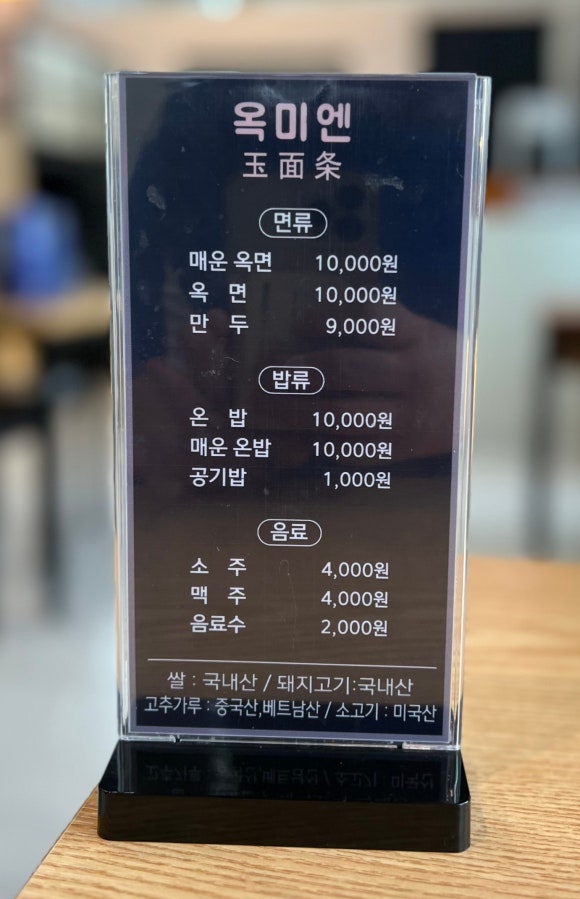 옥미엔
玉面条
면류
매운 옥면 10,000원
옥 면 10,000원
만 두 9,000원
밥류
온 밥 10,000원
매운 온밥 10,000원
공기밥 1,000원
음료
소 주 4,000원
맥 주 4,000원
음료수 2,000원
쌀 : 국내산 / 돼지고기:국내산
고추가루 : 중국산,베트남산 / 소고기 : 미국산